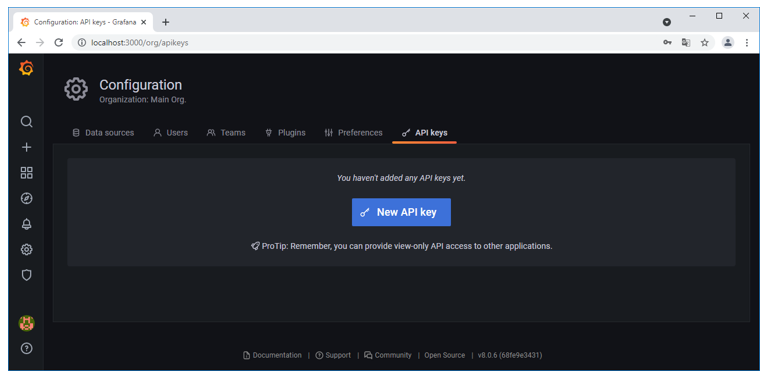 Configuration: API keys - Grafana
localhost:3000/org/apikeys
Configuration
Organization: Main Org.
Data sources Users Teams Plugins Preferences API keys
You haven't added any API keys yet.
New API key
ProTip: Remember, you can provide view-only API access to other applications.
Documentation | Support | Community | Open Source | v8.0.6 (68fe9e3431)